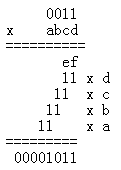 0011
x abcd
==========
ef
11 x d
11 x c
11 x b
11 x a
=========
00001011